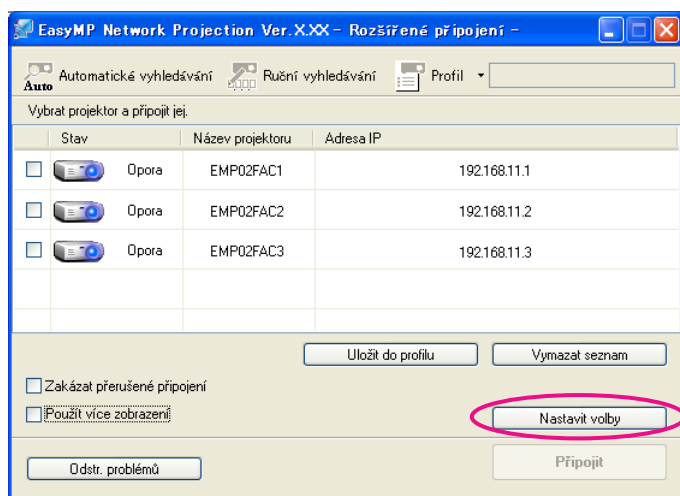 EasyMP Network Projection Ver.X.XX – Rozšířené připojení –
Auto Automatické vyhledávání Ruční vyhledávání Profil
Vybrat projektor a připojit jej.
Stav Název projektoru Adresa IP
Opora EMP02FAC1 192.168.11.1
Opora EMP02FAC2 192.168.11.2
Opora EMP02FAC3 192.168.11.3
Uložit do profilu Vymazat seznam
Zakázat přerušené připojení
Použít více zobrazení Nastavit volby
Odstr. problémů Připojit